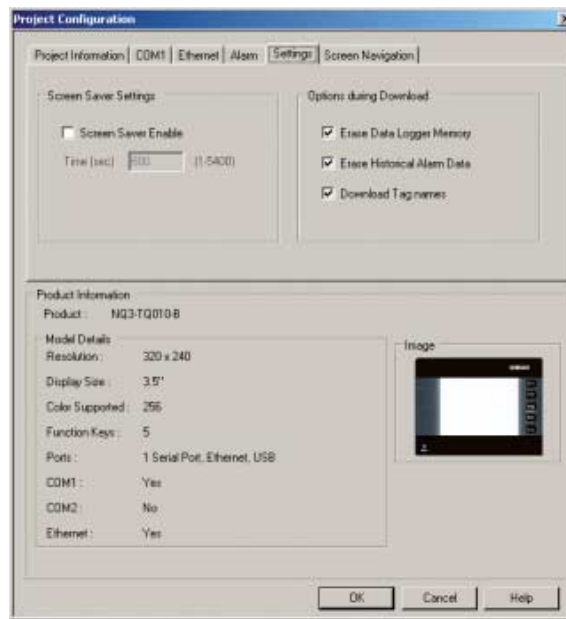 Project Configuration
Project Information
COM1
Ethernet
Alarm
Settings
Screen Navigation
Screen Saver Settings
Screen Saver Enable
Time (sec) 600 (1-5400)
Options during Download
Erase Data Logger Memory
Erase Historical Alarm Data
Download Tag names
Product Information
Product : NQ3-TQ010-B
Model Details
Resolution : 320 x 240
Display Size : 3.5"
Color Supported : 256
Function Keys : 5
Ports : 1 Serial Port, Ethernet, USB
COM1 : Yes
COM2 : No
Ethernet : Yes
Image
OK
Cancel
Help